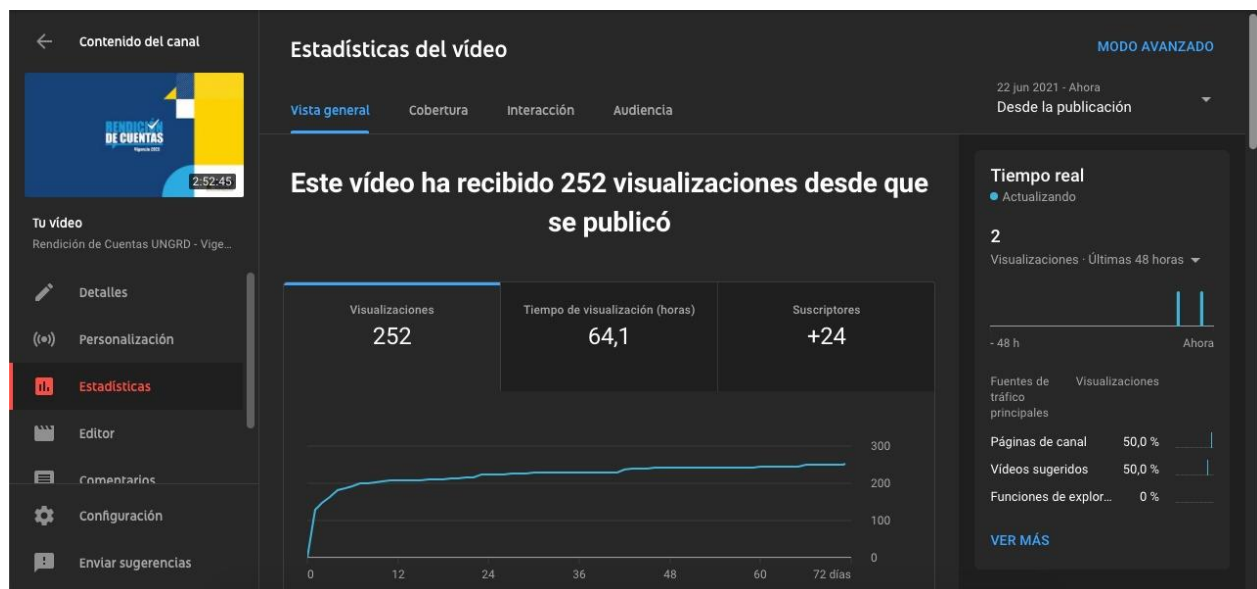 Contenido del canal
RENDICIÓN
DE CUENTAS
2:52:45
Tu vídeo
Rendición de Cuentas UNGRD - Vige...
Detalles
Personalización
Estadísticas
Editor
Comentarios
Configuración
Enviar sugerencias
Estadísticas del vídeo
MODO AVANZADO
Vista general
Cobertura
Interacción
Audiencia
22 jun 2021 - Ahora
Desde la publicación
Este vídeo ha recibido 252 visualizaciones desde que
se publicó
Visualizaciones
252
Tiempo de visualización (horas)
64,1
Suscriptores
+24
300
200
100
0
0 12 24 36 48 60 72 días
Tiempo real
Actualizando
2
Visualizaciones · Últimas 48 horas
- 48 h Ahora
Fuentes de
tráfico
principales
Visualizaciones
Páginas de canal 50,0 %
Vídeos sugeridos 50,0 %
Funciones de explor... 0 %
VER MÁS